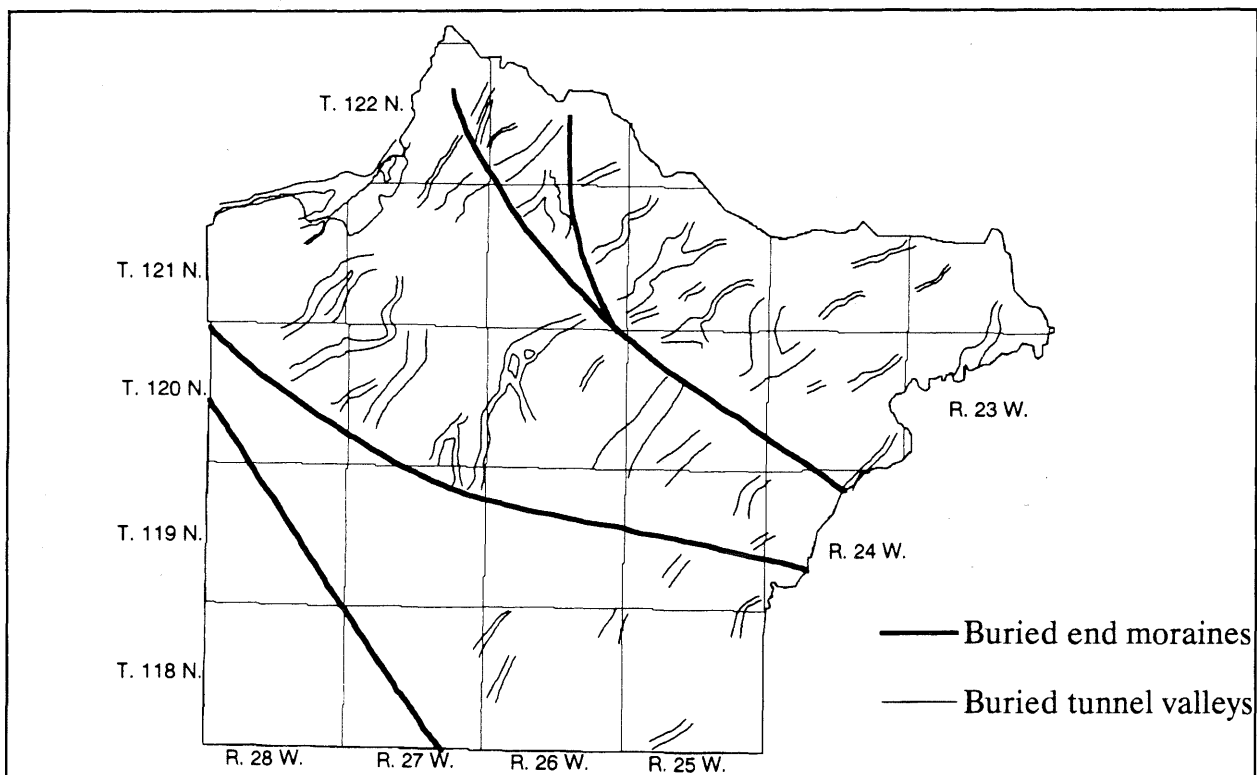 T. 122 N.
T. 121 N.
T. 120 N.
R. 23 W.
T. 119 N.
R. 24 W.
Buried end moraines
T. 118 N.
Buried tunnel valleys
R. 28 W.
R. 27 W.
R. 26 W.
R. 25 W.